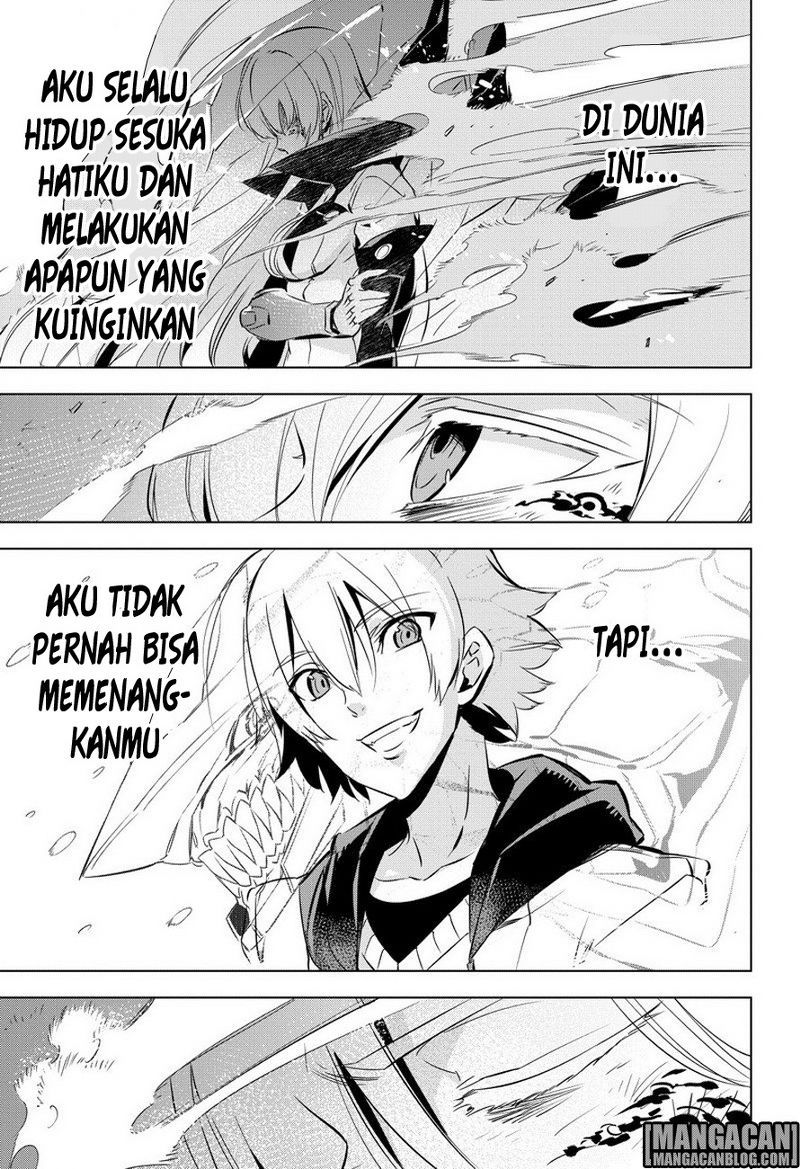 DI DUNIA
INI...
AKU SELALU
HIDUP SESUKA
HATIKU DAN
MELAKUKAN
APAPUN YANG
KUINGINKAN
TAPI...
AKU TIDAK
PERNAH BISA
MEMENANG-
KANMU
MANGACAN
MANGACANBLOG.COM